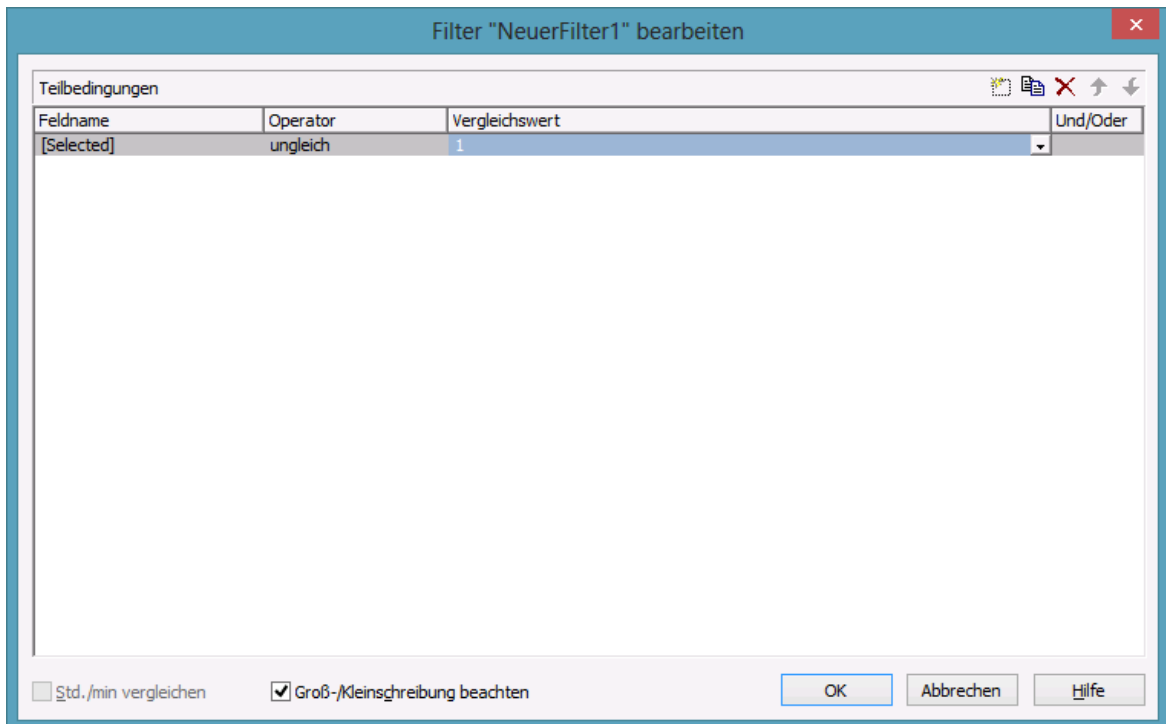 Filter "NeuerFilter1" bearbeiten
Teilbedingungen
Feldname Operator Vergleichswert Und/Oder
[Selected] ungleich 1
Std./min vergleichen Groß-/Kleinschreibung beachten OK Abbrechen Hilfe